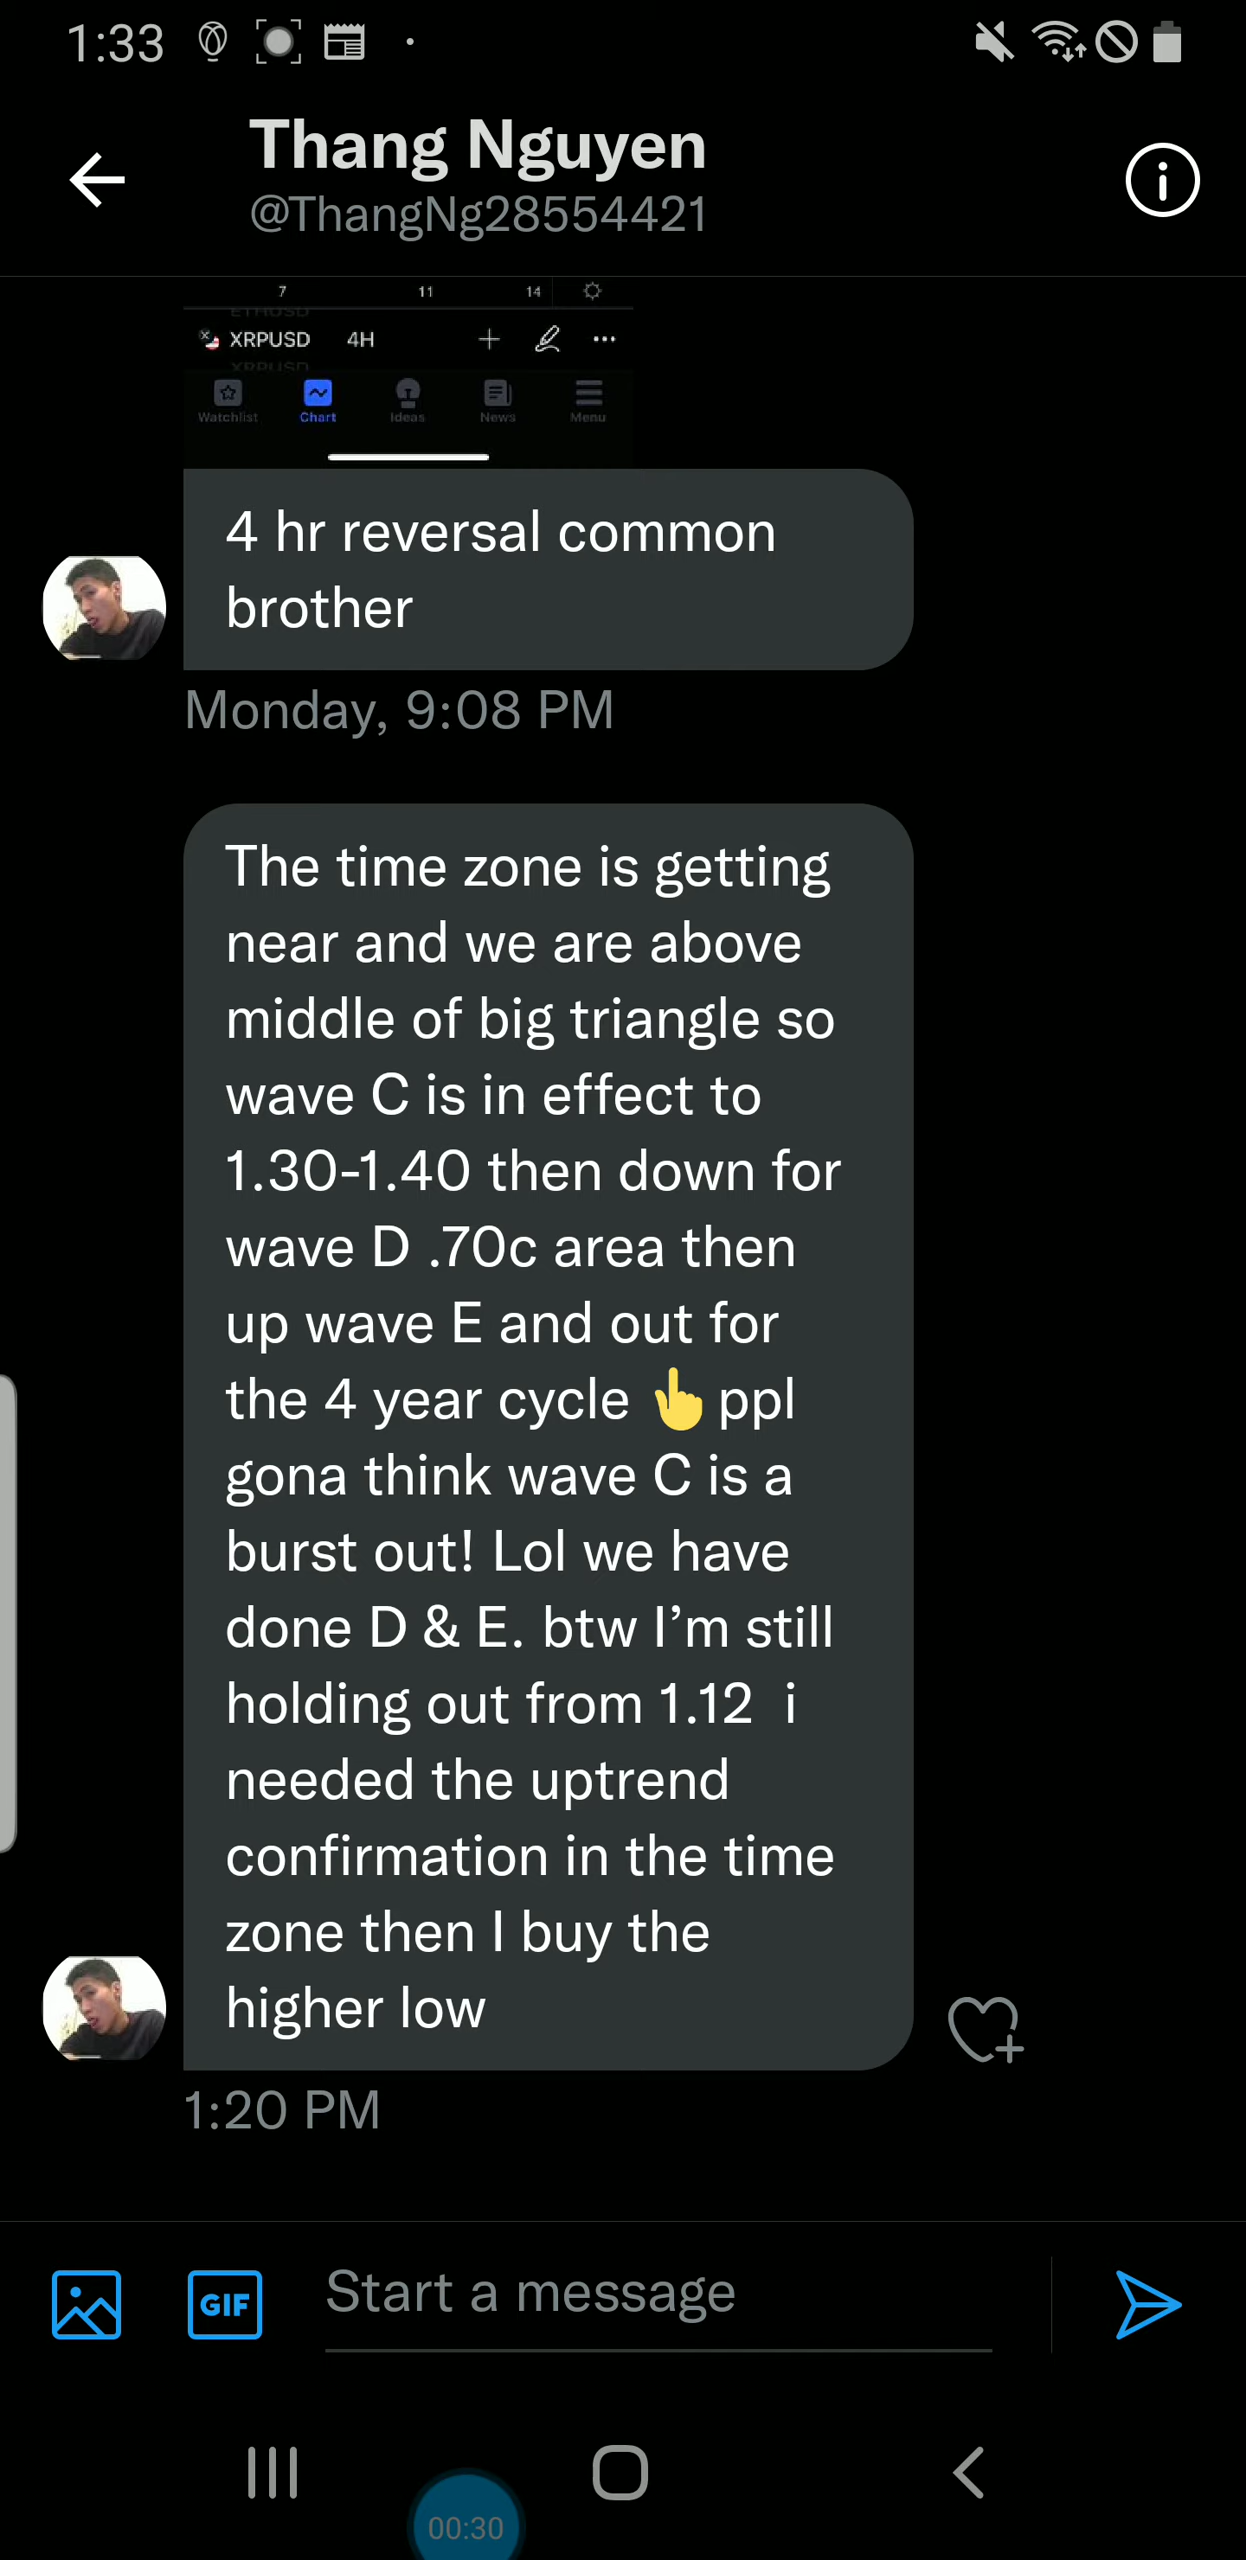 1:33
Thang Nguyen
@ThangNg28554421
7 11 14
ETHUSD
XRPUSD 4H
XRPUSD
Watchlist Chart Ideas News Menu
4 hr reversal common
brother
Monday, 9:08 PM
The time zone is getting
near and we are above
middle of big triangle so
wave C is in effect to
1.30-1.40 then down for
wave D .70c area then
up wave E and out for
the 4 year cycle 👆 ppl
gona think wave C is a
burst out! Lol we have
done D & E. btw I’m still
holding out from 1.12  i
needed the uptrend
confirmation in the time
zone then I buy the
higher low
1:20 PM
GIF Start a message
00:30